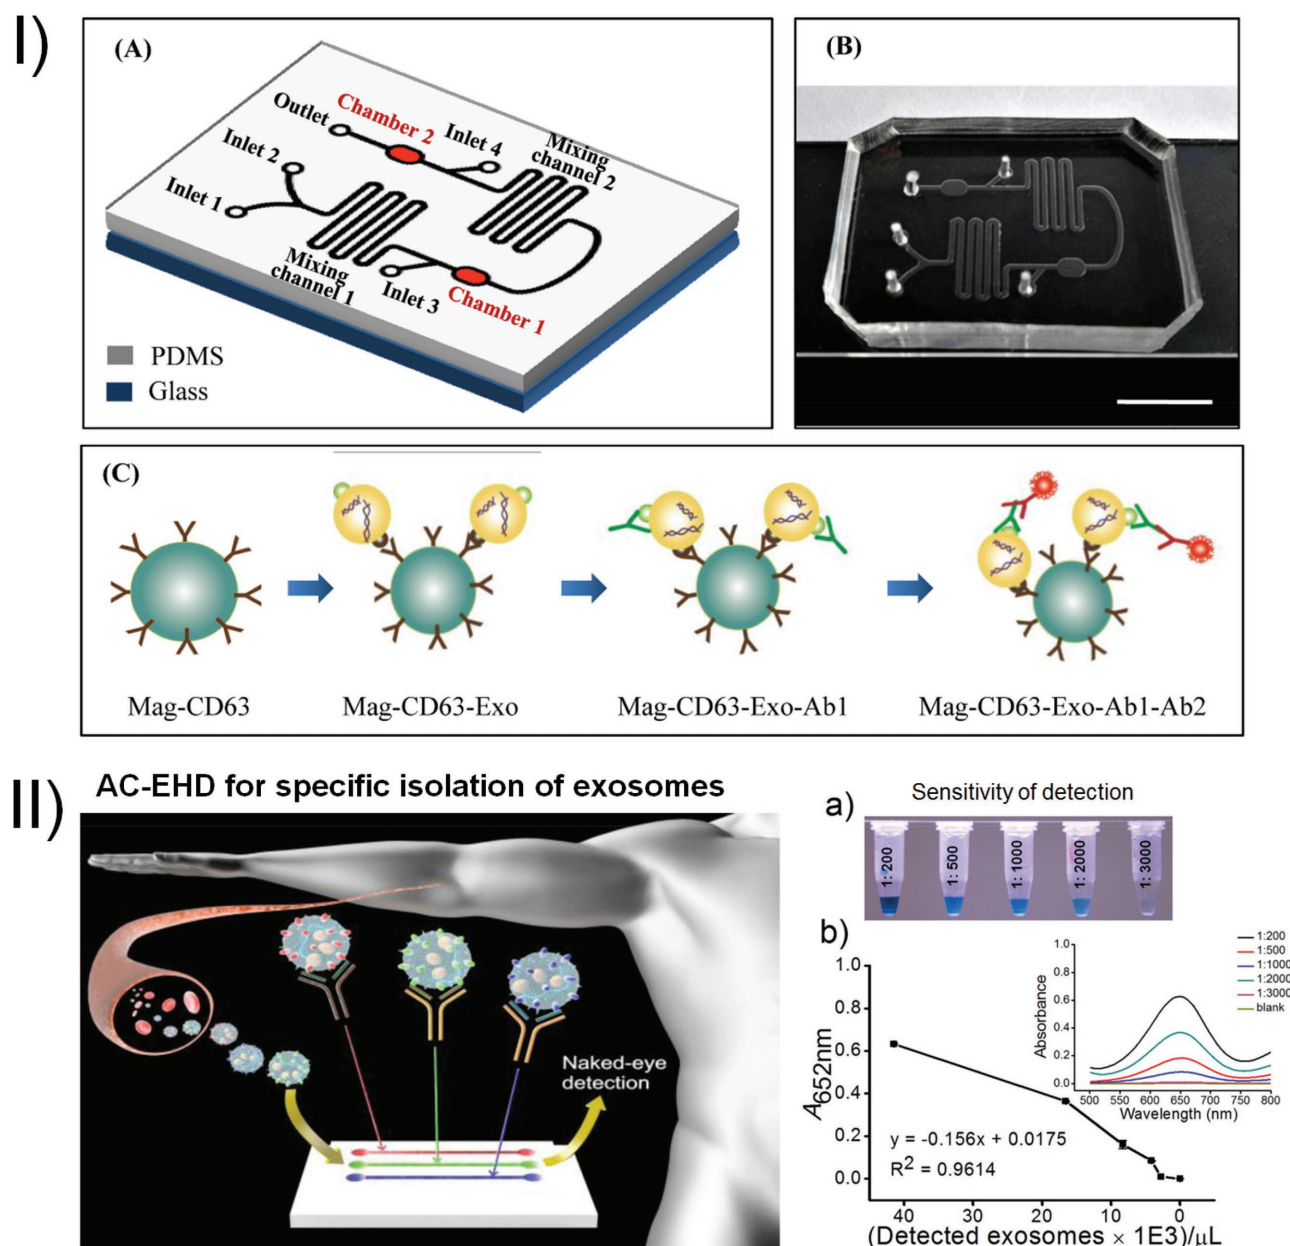 I)
(A)
Outlet
Chamber 2
Inlet 4
Mixing
channel 2
Inlet 2
Inlet 1
Mixing
channel 1
Inlet 3
Chamber 1
PDMS
Glass
(B)
(C)
Mag-CD63
Mag-CD63-Exo
Mag-CD63-Exo-Ab1
Mag-CD63-Exo-Ab1-Ab2
II)
AC-EHD for specific isolation of exosomes
Naked-eye
detection
a)
Sensitivity of detection
1: 200
1: 500
1: 1000
1: 2000
1: 3000
b)
1.0
0.8
0.6
0.4
0.2
0.0
A652nm
y = -0.156x + 0.0175
R2 = 0.9614
40
30
20
10
0
(Detected exosomes × 1E3)/μL
1.0
0.8
0.6
0.4
0.2
0.0
Absorbance
500
550
600
650
700
750
800
Wavelength (nm)
1:200
1:500
1:1000
1:2000
1:3000
blank